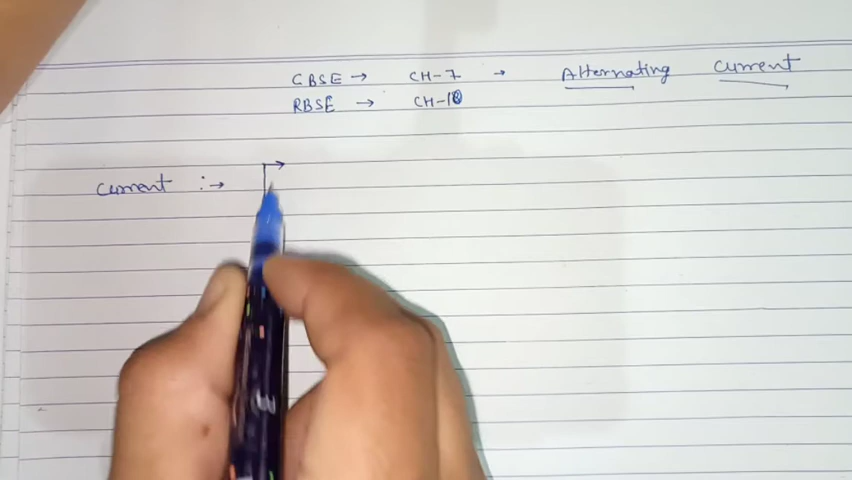 CBSE → CH-7 → Alternating Current
RBSE → CH-10
Current :→